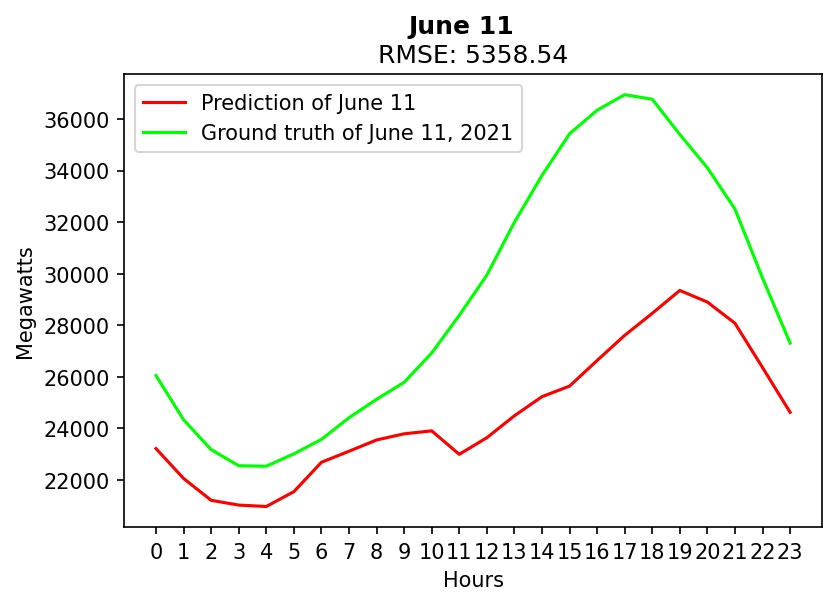 June 11
RMSE: 5358.54
Prediction of June 11
Ground truth of June 11, 2021
36000
34000
32000
30000
28000
26000
24000
22000
Megawatts
0 1 2 3 4 5 6 7 8 9 10 11 12 13 14 15 16 17 18 19 20 21 22 23
Hours